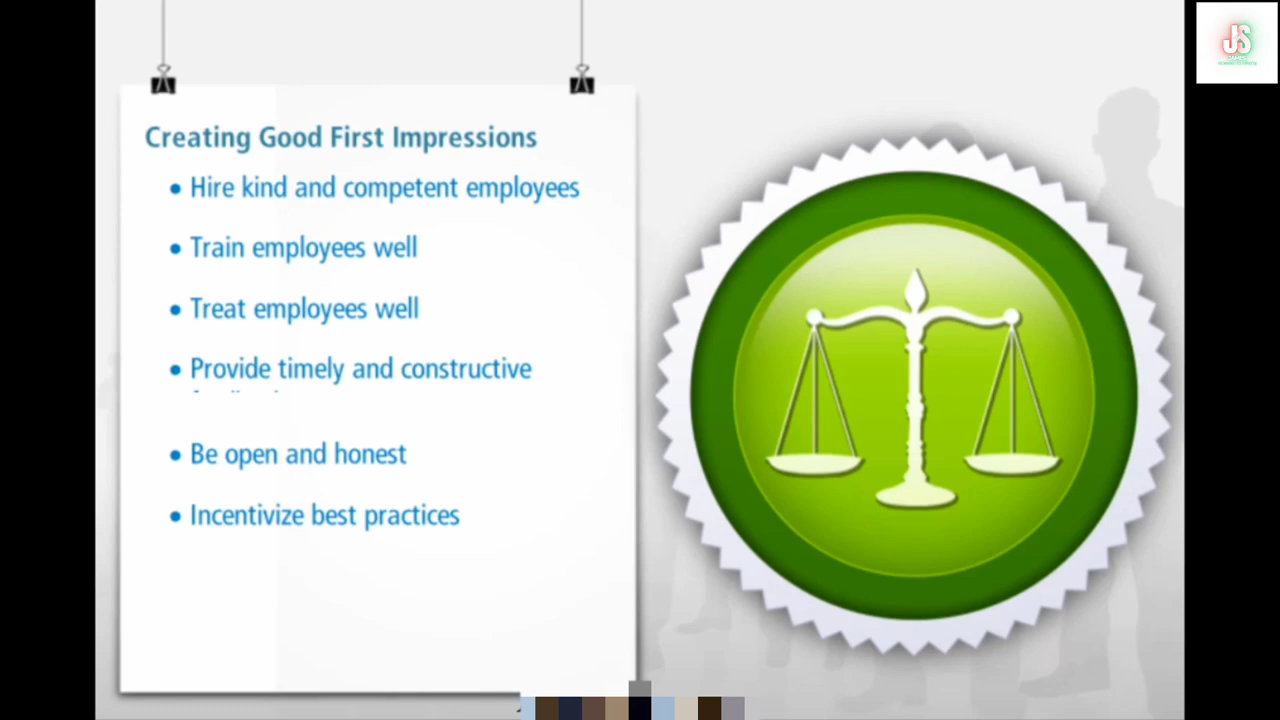 Creating Good First Impressions
• Hire kind and competent employees
• Train employees well
• Treat employees well
• Provide timely and constructive
• Be open and honest
• Incentivize best practices
JS